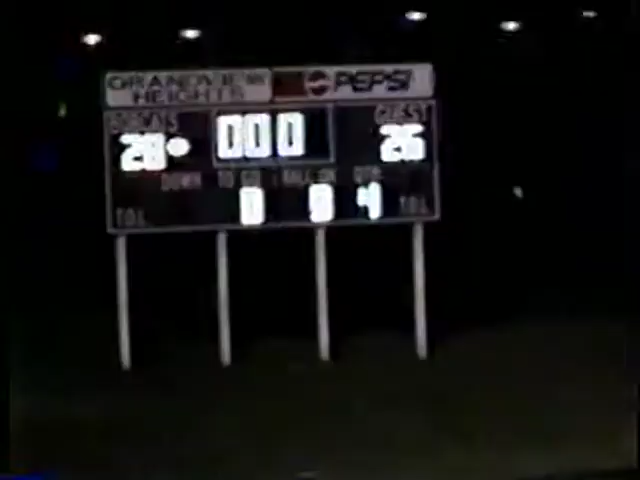 GRANDVIEW HEIGHTS
PEPSI
GUEST
28 000 26
DOWN TO GO BALL ON QTR
TOL 0 9 4 TOL